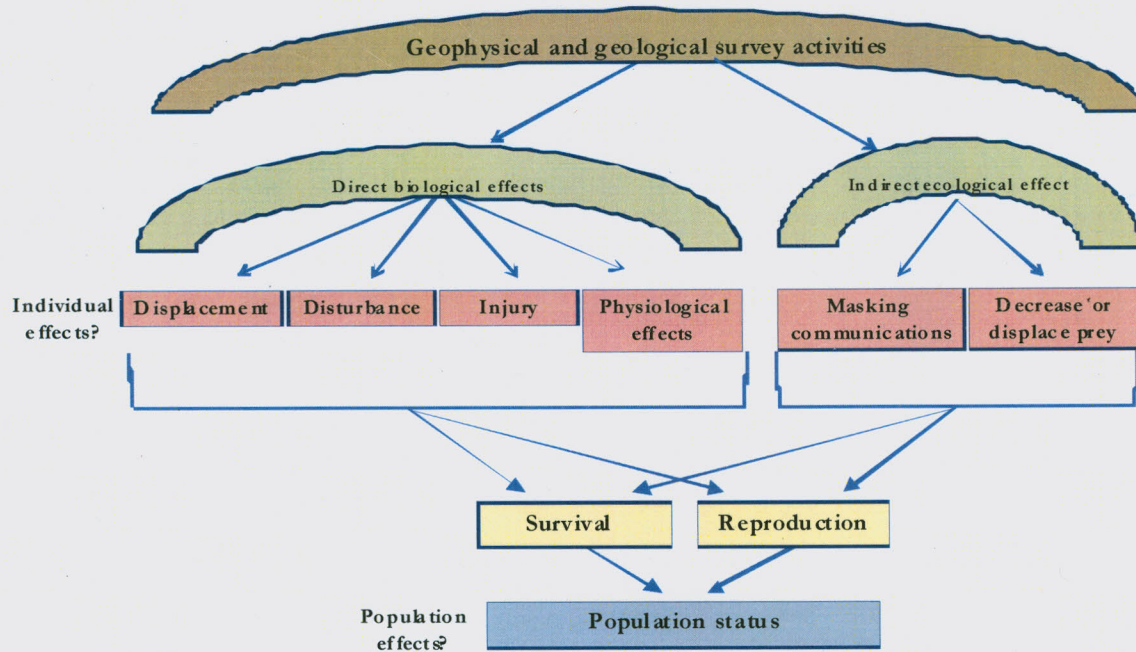 Geophysical and geological survey activities
Direct biological effects
Indirect ecological effect
Individual
effects?
Displacement
Disturbance
Injury
Physiological
effects
Masking
communications
Decrease or
displace prey
Survival
Reproduction
Population
effects?
Population status